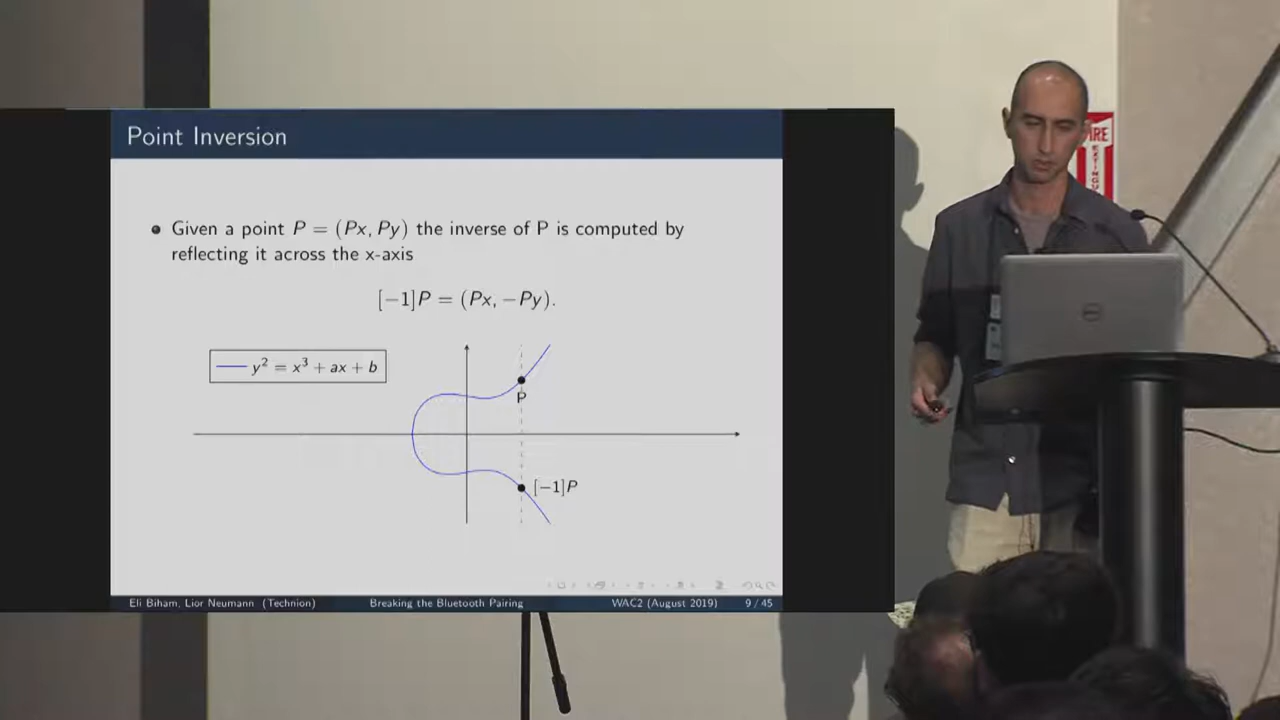 Point Inversion
Given a point P = (Px, Py) the inverse of P is computed by
reflecting it across the x-axis
[−1]P = (Px, −Py).
y² = x³ + ax + b
P
[−1]P
Eli Biham, Lior Neumann (Technion) Breaking the Bluetooth Pairing WAC2 (August 2019) 9 / 45